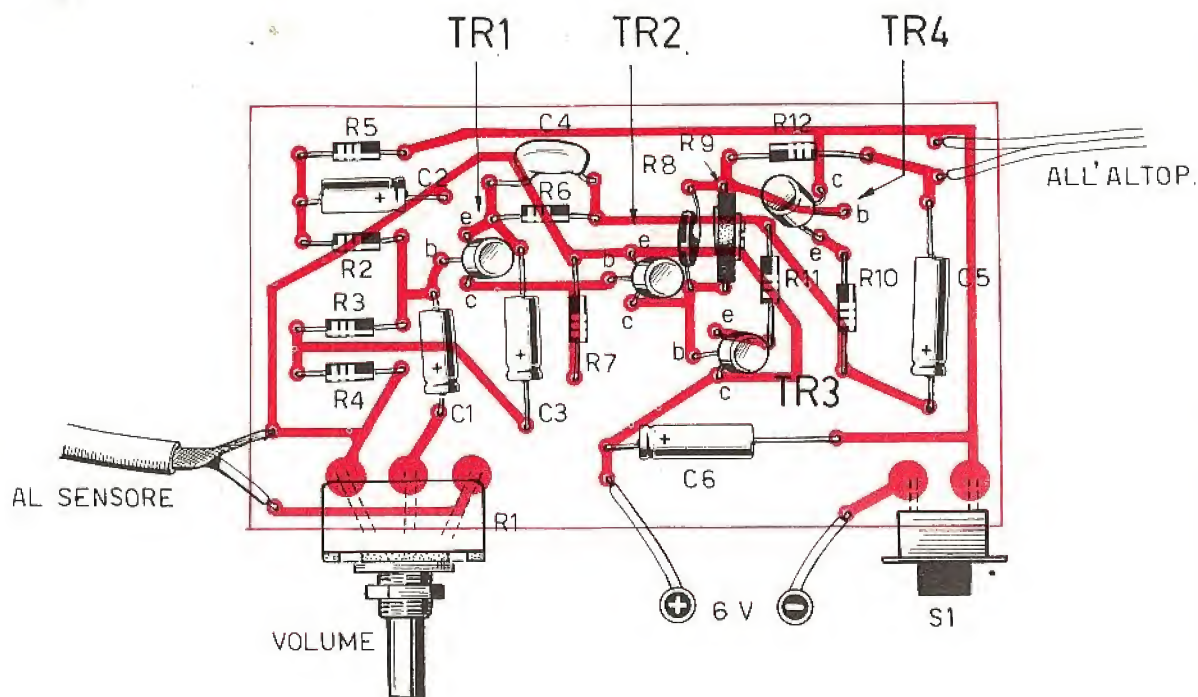 TR1 TR2 TR4
R5 C4 R12
R9
R8
C2 R6 c
ALL'ALTOP.
e b
b R2 e e
b R11 R10 C5
c
R3 c e
R7 b
R4 c TR3
C1 C3
+ + + + +
C6
AL SENSORE
R1
+ 6 V -
S1
VOLUME